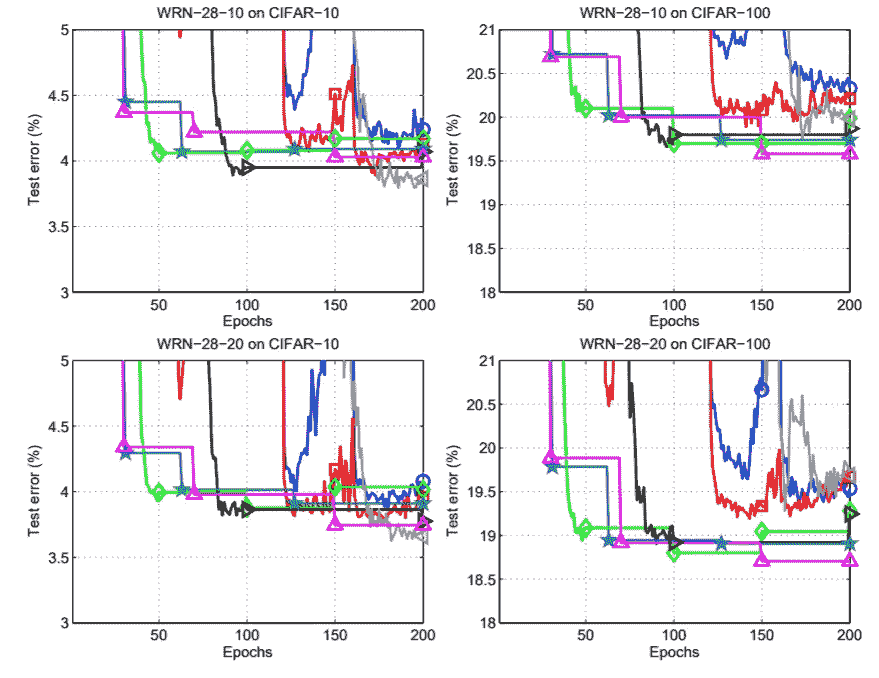 WRN−28−10 on CIFAR−10
5
4.5
4
3.5
3
50 100 150 200
Epochs
Test error (%)
WRN−28−10 on CIFAR−100
21
20.5
20
19.5
19
18.5
18
50 100 150 200
Epochs
Test error (%)
WRN−28−20 on CIFAR−10
5
4.5
4
3.5
3
50 100 150 200
Epochs
Test error (%)
WRN−28−20 on CIFAR−100
21
20.5
20
19.5
19
18.5
18
50 100 150 200
Epochs
Test error (%)